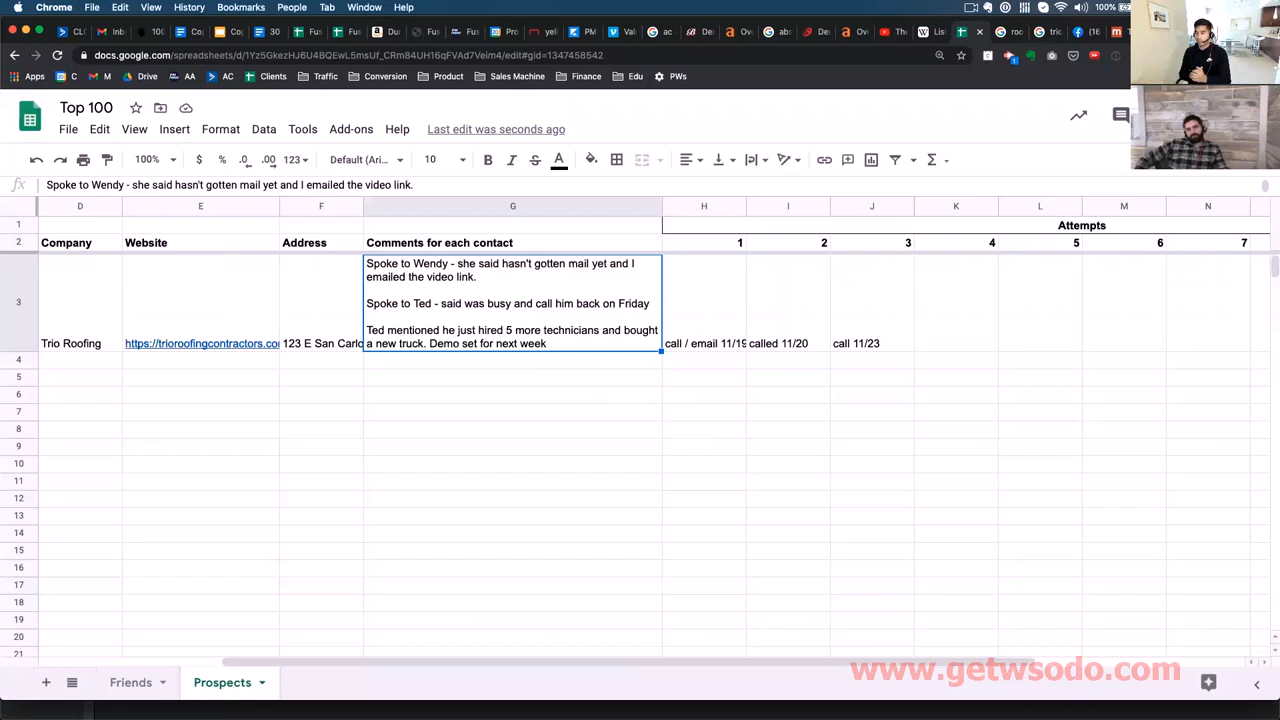 File Edit View History Bookmarks People Tab Window Help
100%
docs.google.com/spreadsheets/d/1Yz5GkezHJ6U4BQEwL5msUf_CRm84H16qFVAd7Veim4/edit#gid=1347458542
Apps C M Drive AA AC Clients Traffic Conversion Product Sales Machine Finance Edu PWs
Top 100
File Edit View Insert Format Data Tools Add-ons Help Last edit was seconds ago
100% $ % .0 .00 123 Default (Ari... 10 B I S A
fx Spoke to Wendy - she said hasn't gotten mail yet and I emailed the video link.
D E F G H I J K L M N
1 Attempts
2 Company Website Address Comments for each contact 1 2 3 4 5 6 7
Spoke to Wendy - she said hasn't gotten mail yet and I
emailed the video link.
3 Spoke to Ted - said was busy and call him back on Friday
Ted mentioned he just hired 5 more technicians and bought
Trio Roofing https://trioroofingcontractors.co 123 E San Carlo a new truck. Demo set for next week call / email 11/19 called 11/20 call 11/23
4
5
6
7
8
9
10
11
12
13
14
15
16
17
18
19
20
21
www.getwsodo.com
Friends Prospects